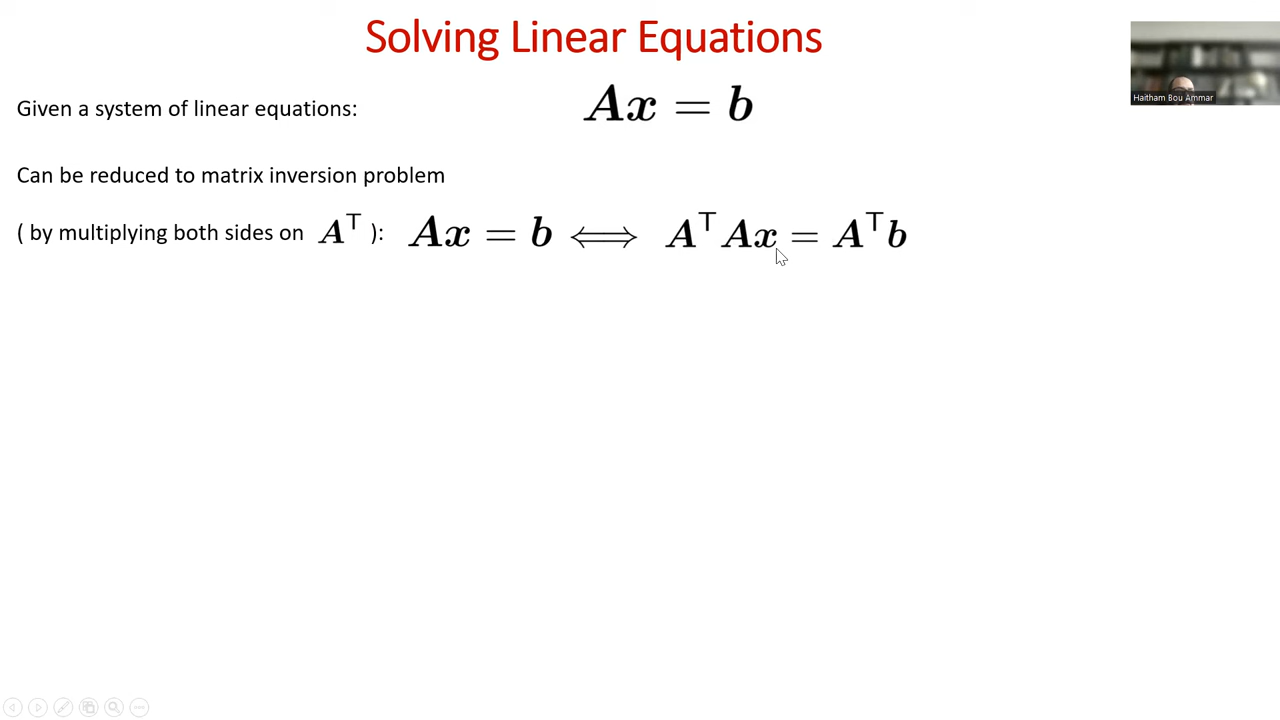 Solving Linear Equations
Haitham Bou Ammar
Given a system of linear equations: Ax = b
Can be reduced to matrix inversion problem
( by multiplying both sides on A⊤ ): Ax = b ⟺ A⊤Ax = A⊤b